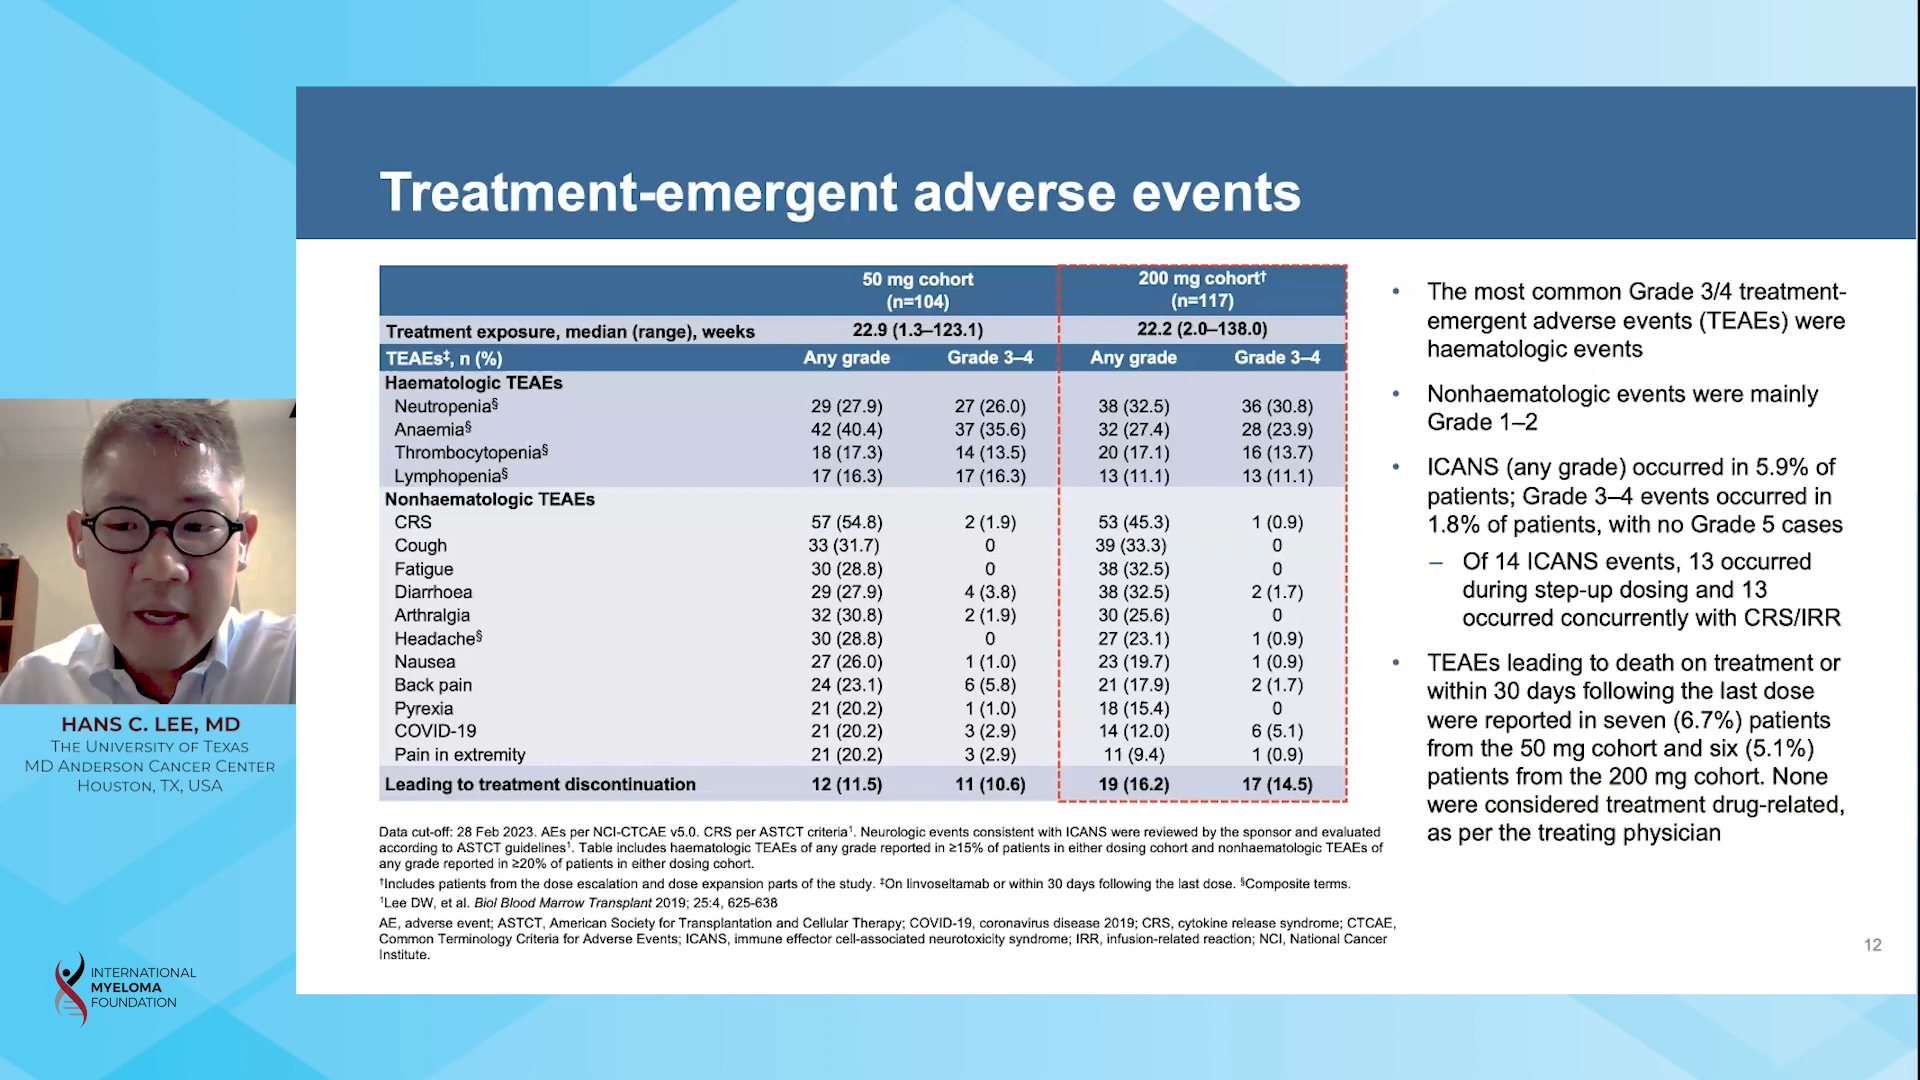 Treatment-emergent adverse events
50 mg cohort
(n=104)
200 mg cohort†
(n=117)
Treatment exposure, median (range), weeks 22.9 (1.3–123.1) 22.2 (2.0–138.0)
TEAEs‡, n (%) Any grade Grade 3–4 Any grade Grade 3–4
Haematologic TEAEs
Neutropenia§ 29 (27.9) 27 (26.0) 38 (32.5) 36 (30.8)
Anaemia§ 42 (40.4) 37 (35.6) 32 (27.4) 28 (23.9)
Thrombocytopenia§ 18 (17.3) 14 (13.5) 20 (17.1) 16 (13.7)
Lymphopenia§ 17 (16.3) 17 (16.3) 13 (11.1) 13 (11.1)
Nonhaematologic TEAEs
CRS 57 (54.8) 2 (1.9) 53 (45.3) 1 (0.9)
Cough 33 (31.7) 0 39 (33.3) 0
Fatigue 30 (28.8) 0 38 (32.5) 0
Diarrhoea 29 (27.9) 4 (3.8) 38 (32.5) 2 (1.7)
Arthralgia 32 (30.8) 2 (1.9) 30 (25.6) 0
Headache§ 30 (28.8) 0 27 (23.1) 1 (0.9)
Nausea 27 (26.0) 1 (1.0) 23 (19.7) 1 (0.9)
Back pain 24 (23.1) 6 (5.8) 21 (17.9) 2 (1.7)
Pyrexia 21 (20.2) 1 (1.0) 18 (15.4) 0
COVID-19 21 (20.2) 3 (2.9) 14 (12.0) 6 (5.1)
Pain in extremity 21 (20.2) 3 (2.9) 11 (9.4) 1 (0.9)
Leading to treatment discontinuation 12 (11.5) 11 (10.6) 19 (16.2) 17 (14.5)
Data cut-off: 28 Feb 2023. AEs per NCI-CTCAE v5.0. CRS per ASTCT criteria¹. Neurologic events consistent with ICANS were reviewed by the sponsor and evaluated
according to ASTCT guidelines¹. Table includes haematologic TEAEs of any grade reported in ≥15% of patients in either dosing cohort and nonhaematologic TEAEs of
any grade reported in ≥20% of patients in either dosing cohort.
†Includes patients from the dose escalation and dose expansion parts of the study. ‡On linvoseltamab or within 30 days following the last dose. §Composite terms.
¹Lee DW, et al. Biol Blood Marrow Transplant 2019; 25:4, 625-638
AE, adverse event; ASTCT, American Society for Transplantation and Cellular Therapy; COVID-19, coronavirus disease 2019; CRS, cytokine release syndrome; CTCAE,
Common Terminology Criteria for Adverse Events; ICANS, immune effector cell-associated neurotoxicity syndrome; IRR, infusion-related reaction; NCI, National Cancer
Institute.
• The most common Grade 3/4 treatment-
emergent adverse events (TEAEs) were
haematologic events
• Nonhaematologic events were mainly
Grade 1–2
• ICANS (any grade) occurred in 5.9% of
patients; Grade 3–4 events occurred in
1.8% of patients, with no Grade 5 cases
– Of 14 ICANS events, 13 occurred
during step-up dosing and 13
occurred concurrently with CRS/IRR
• TEAEs leading to death on treatment or
within 30 days following the last dose
were reported in seven (6.7%) patients
from the 50 mg cohort and six (5.1%)
patients from the 200 mg cohort. None
were considered treatment drug-related,
as per the treating physician
12
HANS C. LEE, MD
THE UNIVERSITY OF TEXAS
MD ANDERSON CANCER CENTER
HOUSTON, TX, USA
INTERNATIONAL
MYELOMA
FOUNDATION